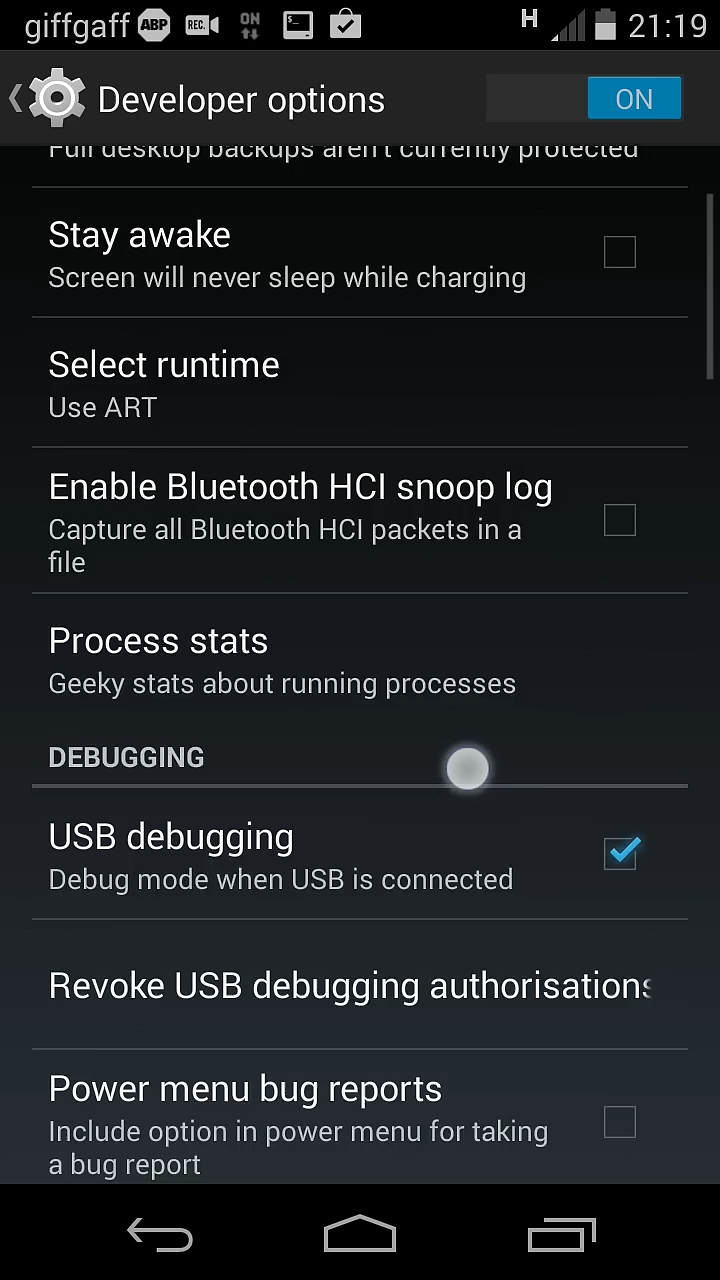 giffgaff ABP REC. ON H 21:19
Developer options ON
Full desktop backups aren't currently protected
Stay awake
Screen will never sleep while charging
Select runtime
Use ART
Enable Bluetooth HCI snoop log
Capture all Bluetooth HCI packets in a
file
Process stats
Geeky stats about running processes
DEBUGGING
USB debugging
Debug mode when USB is connected
Revoke USB debugging authorisations
Power menu bug reports
Include option in power menu for taking
a bug report